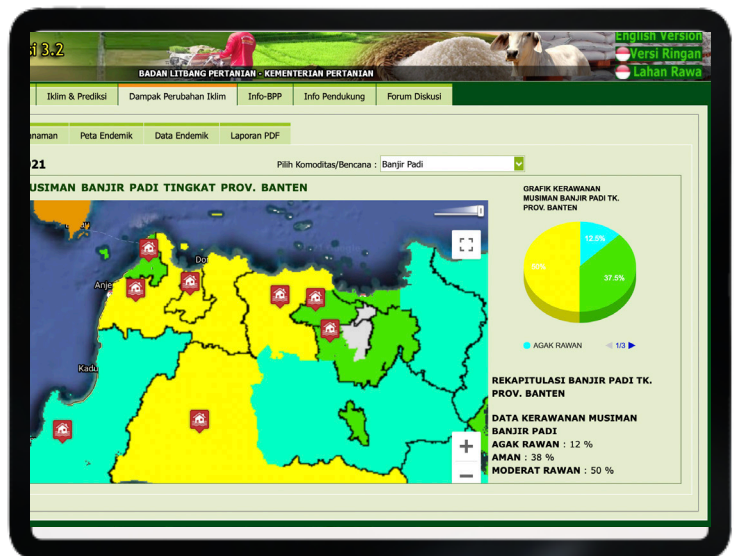 si 3.2
English Version
Versi Ringan
Lahan Rawa
BADAN LITBANG PERTANIAN - KEMENTERIAN PERTANIAN
Iklim & Prediksi
Dampak Perubahan Iklim
Info-BPP
Info Pendukung
Forum Diskusi
anaman
Peta Endemik
Data Endemik
Laporan PDF
21
Pilih Komoditas/Bencana : Banjir Padi
MUSIMAN BANJIR PADI TINGKAT PROV. BANTEN
GRAFIK KERAWANAN
MUSIMAN BANJIR PADI TK.
PROV. BANTEN
12.5%
50%
37.5%
Anje
Kadu
AGAK RAWAN
1/3
REKAPITULASI BANJIR PADI TK.
PROV. BANTEN
DATA KERAWANAN MUSIMAN
BANJIR PADI
AGAK RAWAN : 12 %
AMAN : 38 %
MODERAT RAWAN : 50 %